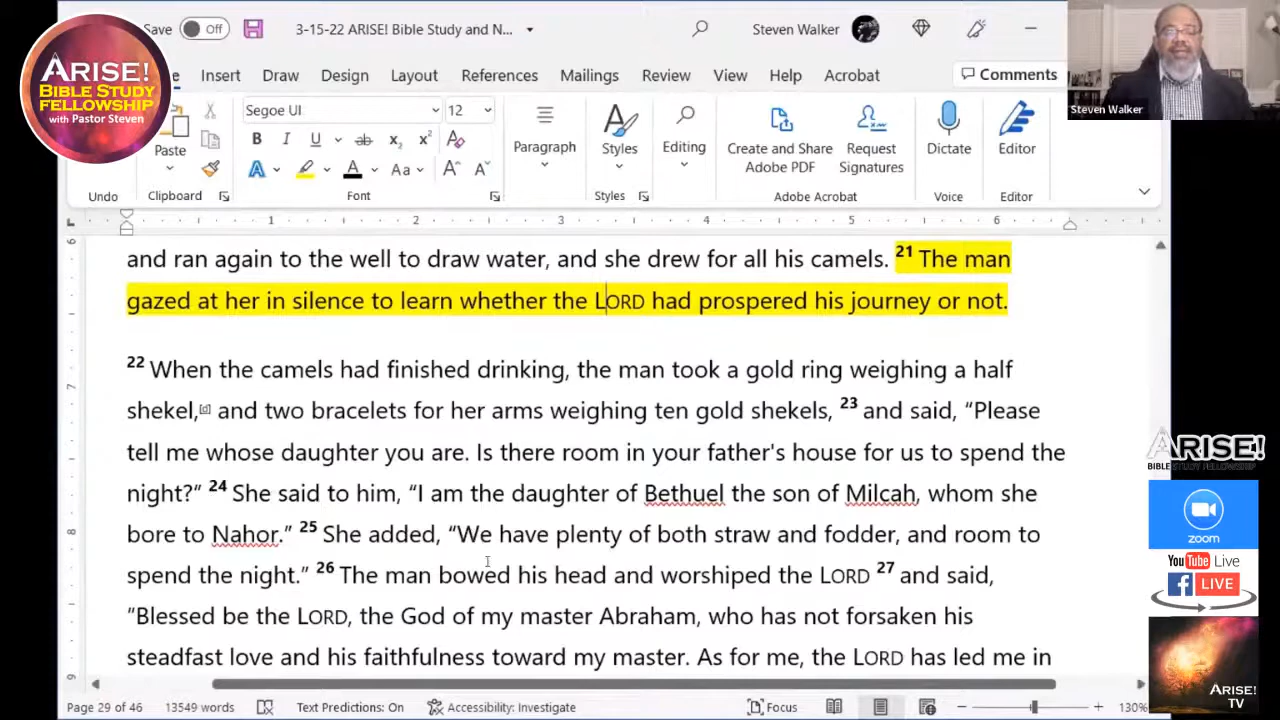 ARISE!
BIBLE STUDY
FELLOWSHIP
with Pastor Steven
Save Off 3-15-22 ARISE! Bible Study and N... Steven Walker
Insert Draw Design Layout References Mailings Review View Help Acrobat Comments
Steven Walker
Segoe UI 12
Paste Paragraph Styles Editing Create and Share Adobe PDF Request Signatures Dictate Editor
Undo Clipboard Font Styles Adobe Acrobat Voice Editor
1 2 3 4 5 6
and ran again to the well to draw water, and she drew for all his camels. 21 The man
gazed at her in silence to learn whether the LORD had prospered his journey or not.
22 When the camels had finished drinking, the man took a gold ring weighing a half
shekel,[d] and two bracelets for her arms weighing ten gold shekels, 23 and said, “Please
tell me whose daughter you are. Is there room in your father's house for us to spend the
night?” 24 She said to him, “I am the daughter of Bethuel the son of Milcah, whom she
bore to Nahor.” 25 She added, “We have plenty of both straw and fodder, and room to
spend the night.” 26 The man bowed his head and worshiped the LORD 27 and said,
“Blessed be the LORD, the God of my master Abraham, who has not forsaken his
steadfast love and his faithfulness toward my master. As for me, the LORD has led me in
Page 29 of 46 13549 words Text Predictions: On Accessibility: Investigate Focus 130%
ARISE!
BIBLE STUDY FELLOWSHIP
zoom
YouTube Live
f LIVE
ARISE!
TV